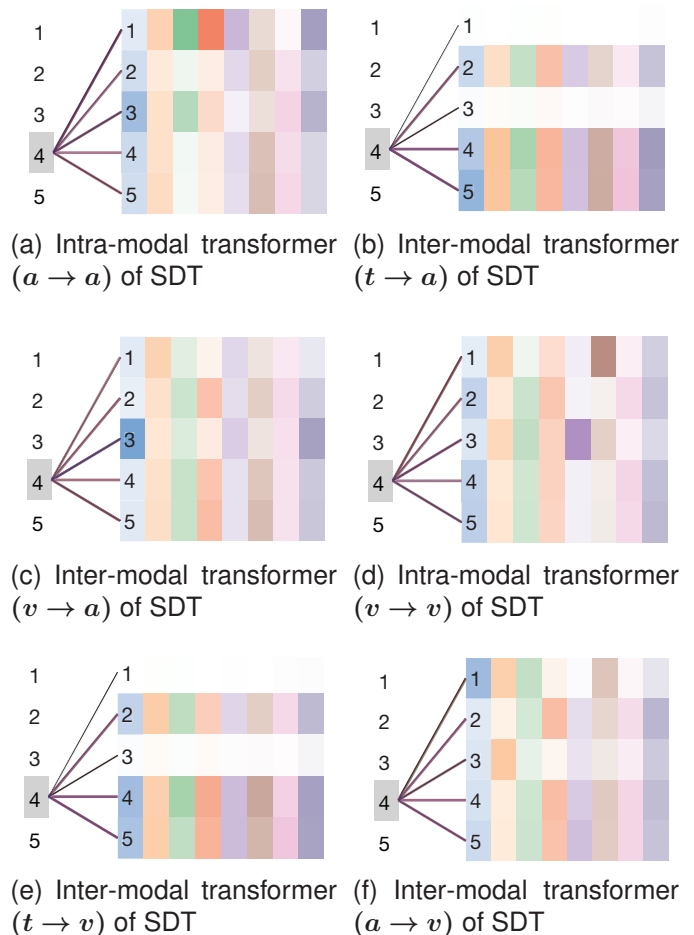 1 1 1 1
2 2 2 2
3 3 3 3
4 4 4 4
5 5 5 5
(a) Intra-modal transformer (b) Inter-modal transformer
(a → a) of SDT (t → a) of SDT
1 1 1 1
2 2 2 2
3 3 3 3
4 4 4 4
5 5 5 5
(c) Inter-modal transformer (d) Intra-modal transformer
(v → a) of SDT (v → v) of SDT
1 1 1 1
2 2 2 2
3 3 3 3
4 4 4 4
5 5 5 5
(e) Inter-modal transformer (f) Inter-modal transformer
(t → v) of SDT (a → v) of SDT